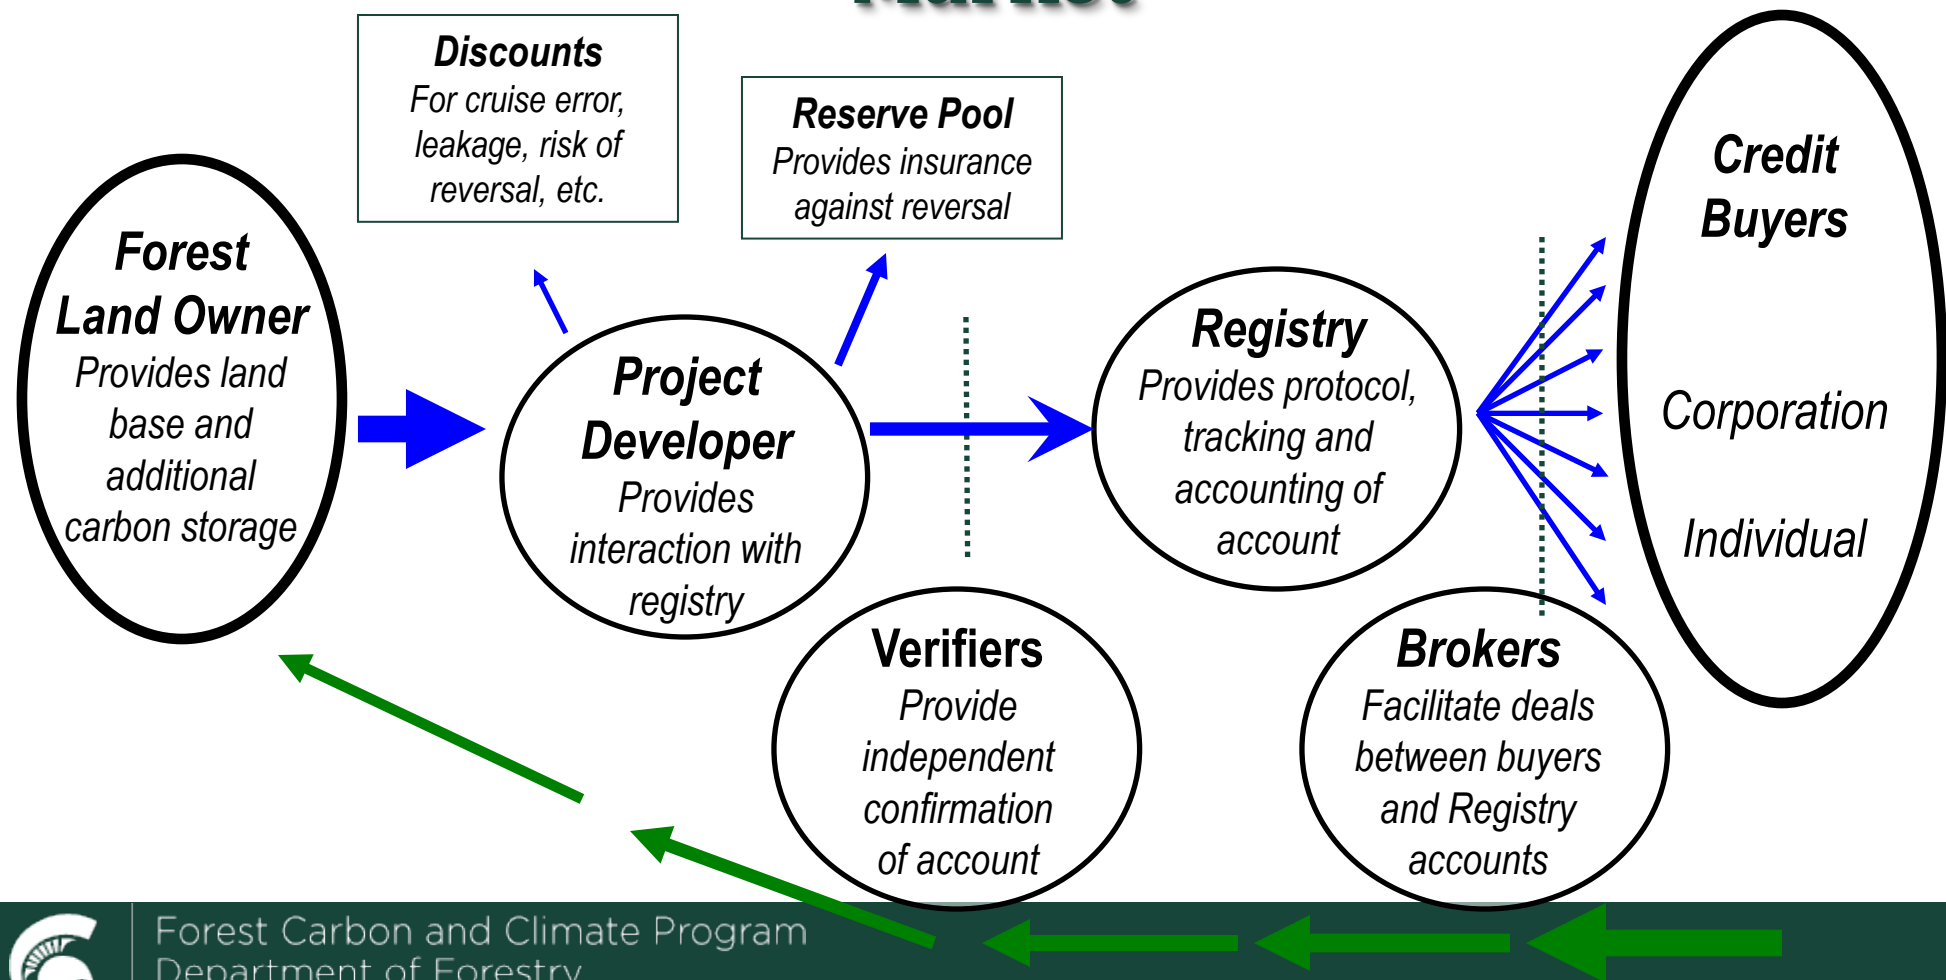 Market
Discounts
For cruise error,
leakage, risk of
reversal, etc.
Reserve Pool
Provides insurance
against reversal
Credit
Buyers
Corporation
Individual
Forest
Land Owner
Provides land
base and
additional
carbon storage
Project
Developer
Provides
interaction with
registry
Registry
Provides protocol,
tracking and
accounting of
account
Verifiers
Provide
independent
confirmation
of account
Brokers
Facilitate deals
between buyers
and Registry
accounts
Forest Carbon and Climate Program
Department of Forestry